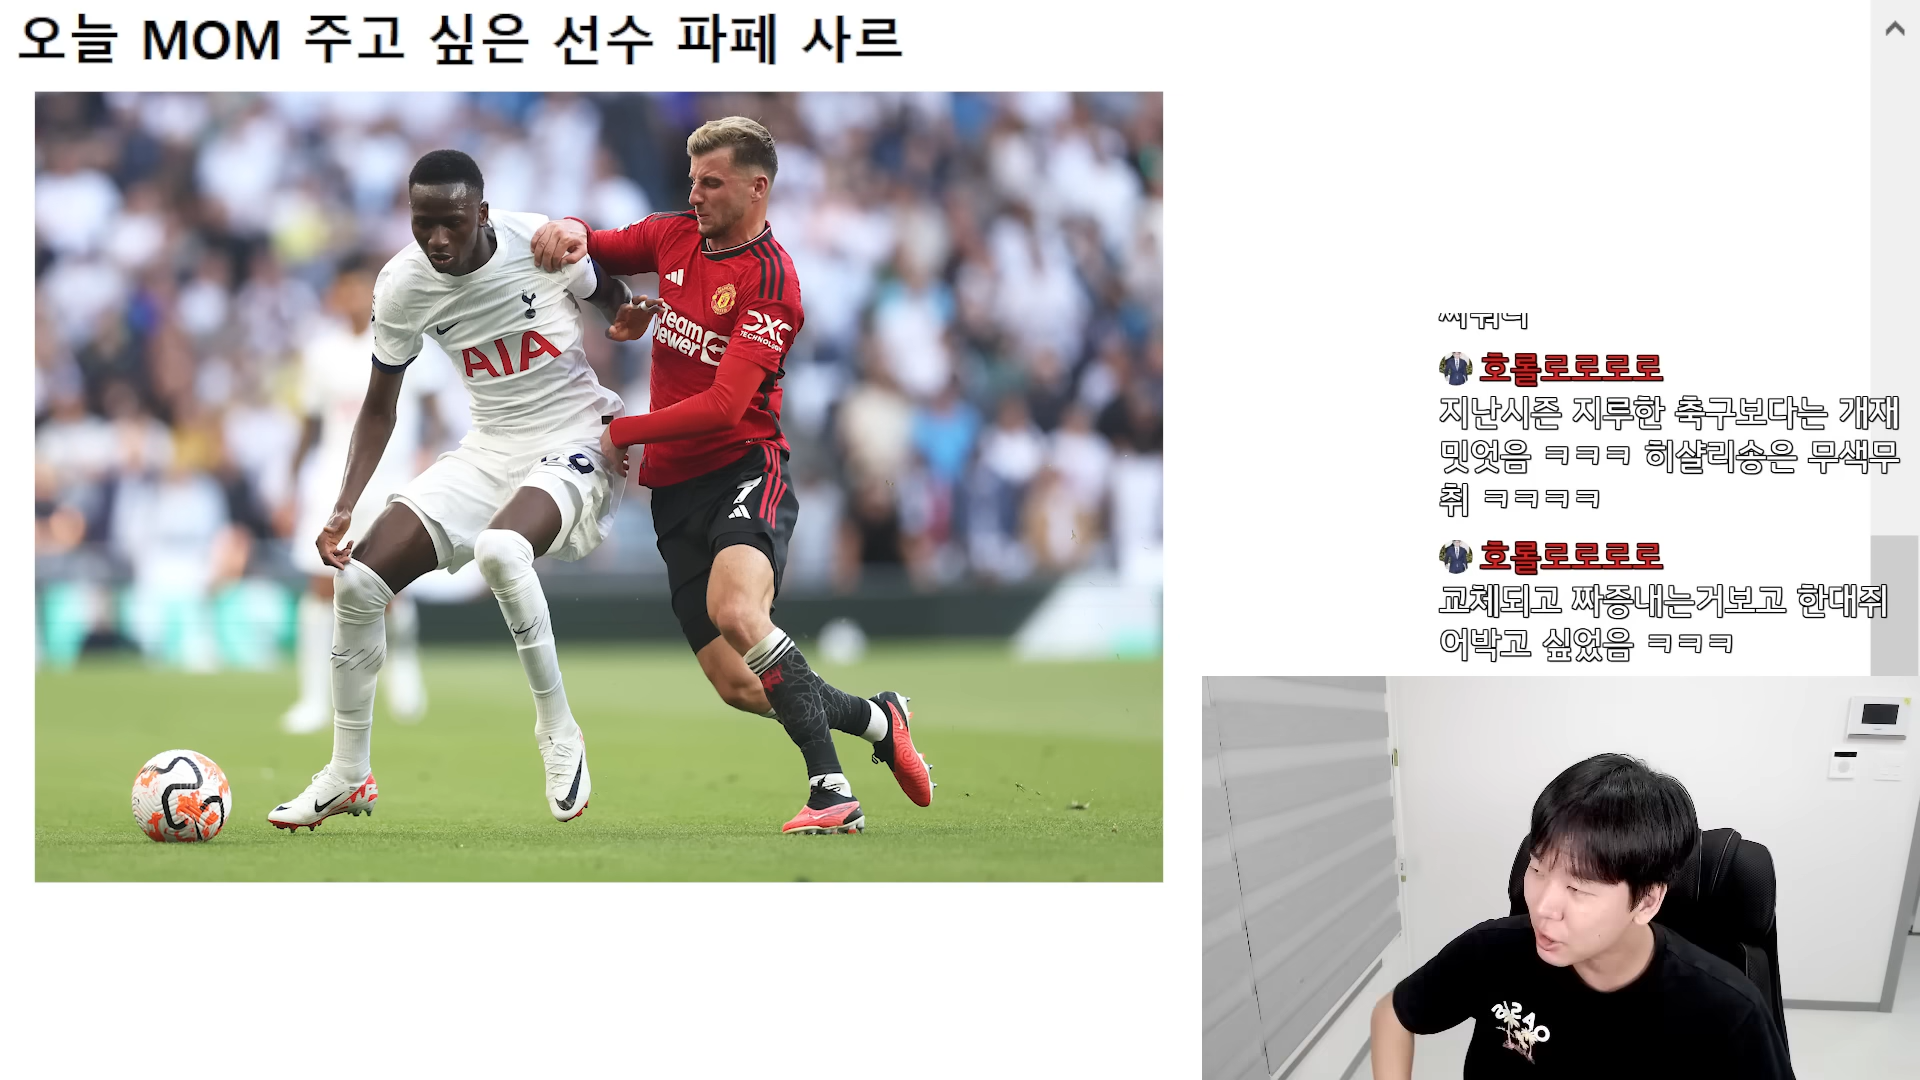 오늘 MOM 주고 싶은 선수 파페 사르
AIA
Team
Viewer
DXC
TECHNOLOGY
7
호롤로로로로
지난시즌 지루한 축구보다는 개재
밋엇음 ㅋㅋㅋ 히샬리송은 무색무
취 ㅋㅋㅋㅋ
호롤로로로로
교체되고 짜증내는거보고 한대쥐
어박고 싶었음 ㅋㅋㅋ